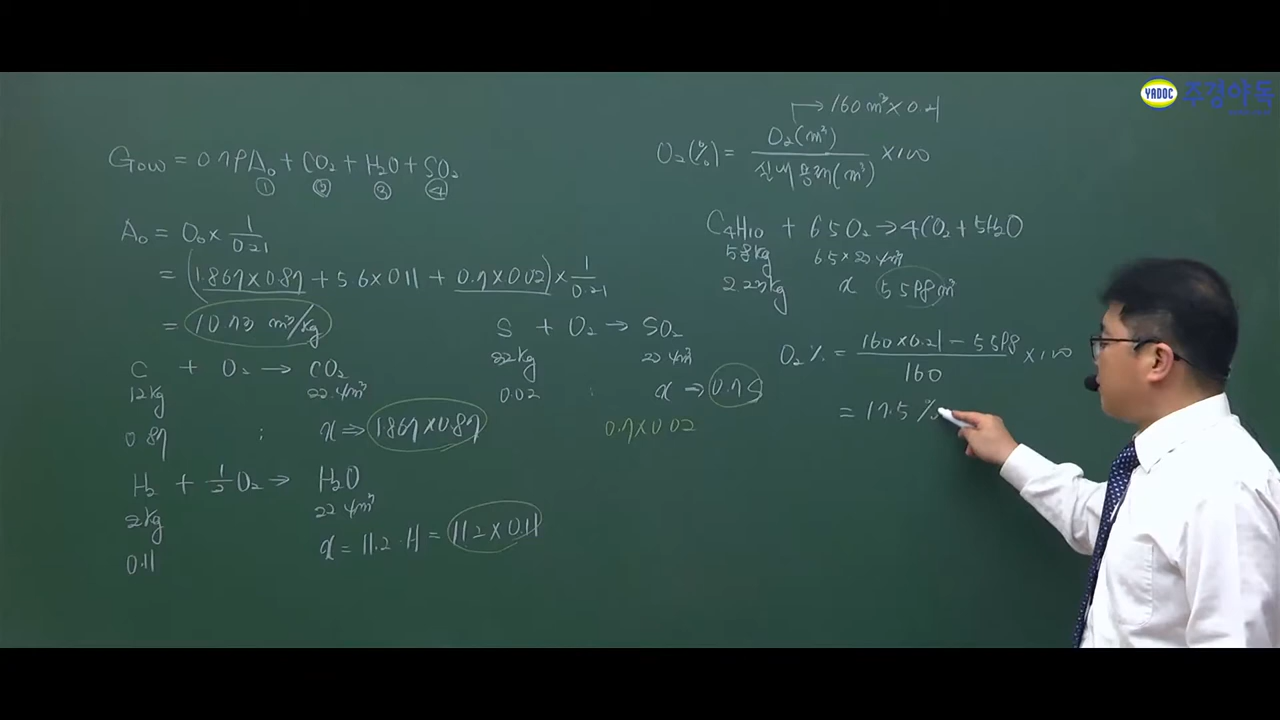 YADOC 주경야독
God = 0.79A₀ + CO₂ + H₂O + SO₂
① ② ③ ④
A₀ = O₀ × 1/0.21
= (1.867×0.87 + 5.6×0.11 + 0.7×0.02) × 1/0.21
= 10.73 m³/kg
C + O₂ → CO₂
12kg 22.4m³
0.87 : x ⇒ 1.867×0.87
H₂ + 1/2 O₂ → H₂O
2kg 22.4m³
0.11 x = 11.2·H = 11.2×0.11
S + O₂ → SO₂
32kg 22.4m³
0.02 : x ⇒ 0.7S
0.7×0.02
→ 160m³×0.21
O₂(%) = O₂(m³)/실내용적(m³) ×100
C₄H₁₀ + 6.5O₂ → 4CO₂ + 5H₂O
58kg 6.5×22.4m³
2.23kg x 5.598m³
O₂% = 160×0.21 − 5.598/160 ×100
= 17.5%